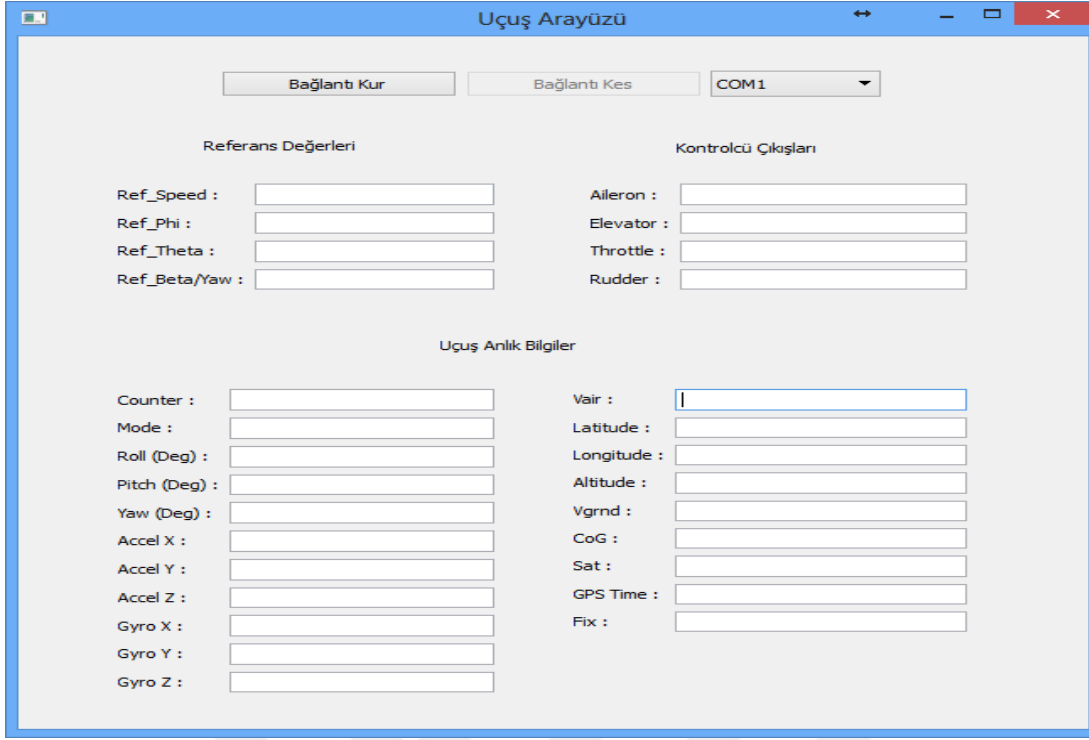 Uçuş Arayüzü
Bağlantı Kur
Bağlantı Kes
COM1
Referans Değerleri
Ref_Speed :
Ref_Phi :
Ref_Theta :
Ref_Beta/Yaw :
Kontrolcü Çıkışları
Aileron :
Elevator :
Throttle :
Rudder :
Uçuş Anlık Bilgiler
Counter :
Mode :
Roll (Deg) :
Pitch (Deg) :
Yaw (Deg) :
Accel X :
Accel Y :
Accel Z :
Gyro X :
Gyro Y :
Gyro Z :
Vair :
Latitude :
Longitude :
Altitude :
Vgrnd :
CoG :
Sat :
GPS Time :
Fix :